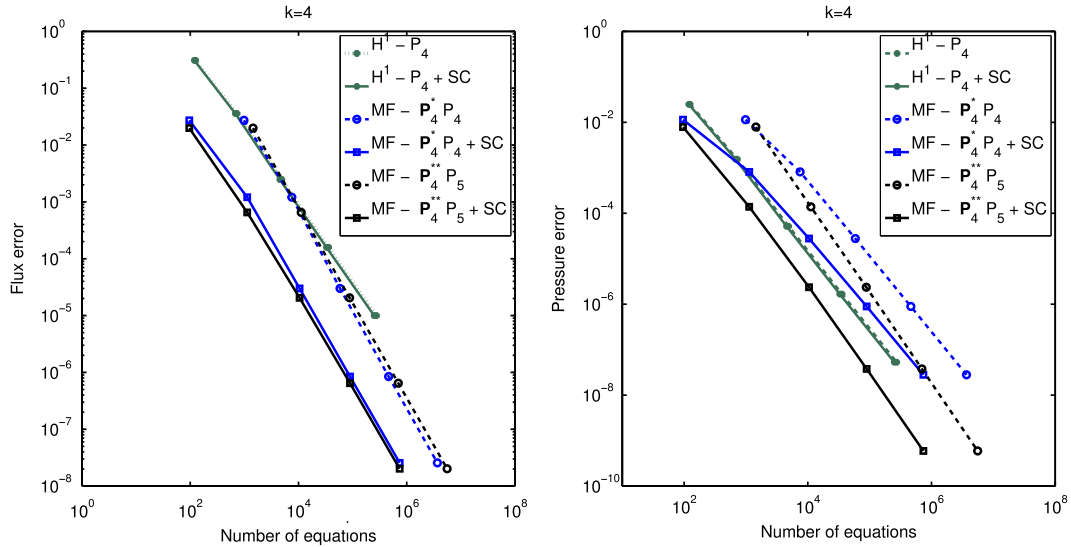 k=4
10^0
10^-1
10^-2
10^-3
10^-4
10^-5
10^-6
10^-7
10^-8
Flux error
10^0
10^2
10^4
10^6
10^8
Number of equations
H^1 – P_4
H^1 – P_4 + SC
MF – P_4^* P_4
MF – P_4^* P_4 + SC
MF – P_4^** P_5
MF – P_4^** P_5 + SC
k=4
10^0
10^-2
10^-4
10^-6
10^-8
10^-10
Pressure error
10^2
10^4
10^6
10^8
Number of equations
H^1 – P_4
H^1 – P_4 + SC
MF – P_4^* P_4
MF – P_4^* P_4 + SC
MF – P_4^** P_5
MF – P_4^** P_5 + SC